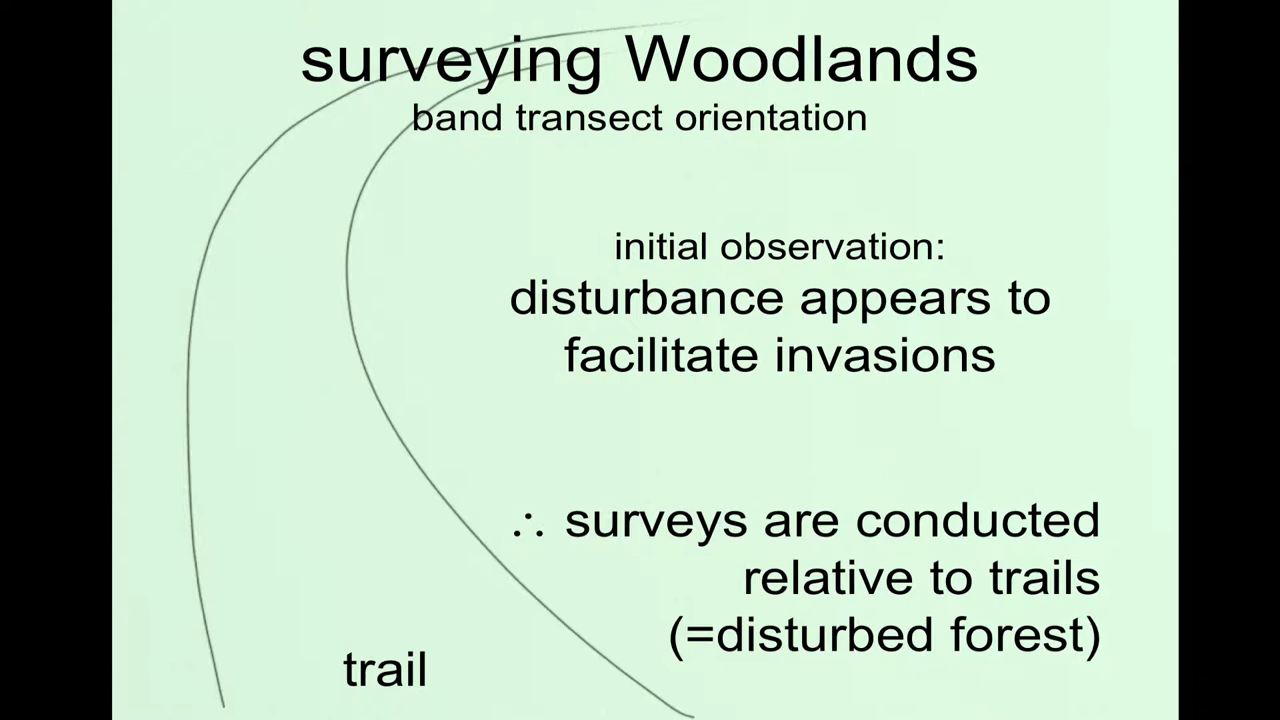 surveying Woodlands
band transect orientation
initial observation:
disturbance appears to
facilitate invasions
∴ surveys are conducted
relative to trails
(=disturbed forest)
trail